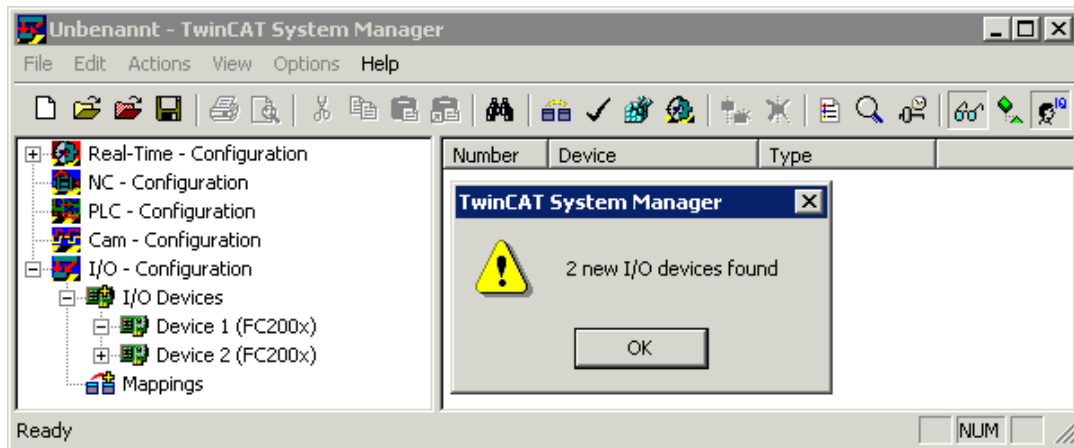 Unbenannt - TwinCAT System Manager
File Edit Actions View Options Help
Real-Time - Configuration
NC - Configuration
PLC - Configuration
Cam - Configuration
I/O - Configuration
I/O Devices
Device 1 (FC200x)
Device 2 (FC200x)
Mappings
Number Device Type
TwinCAT System Manager
2 new I/O devices found
OK
Ready NUM